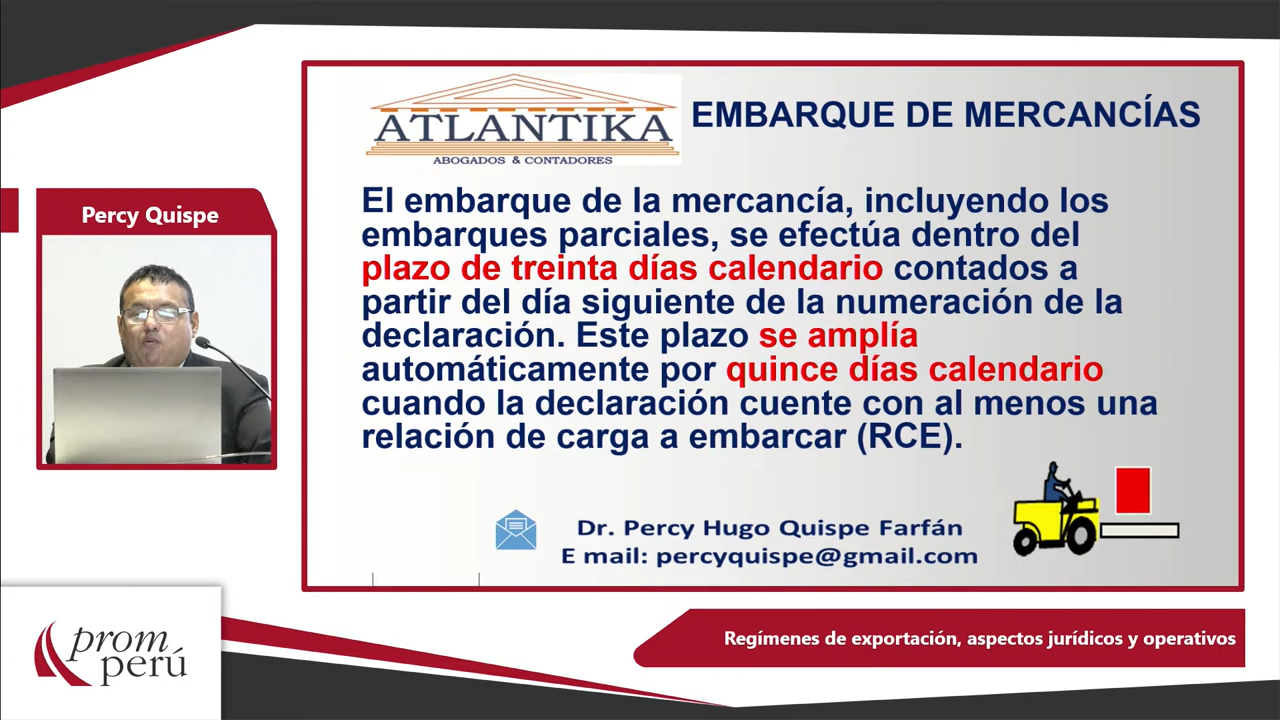 ATLANTIKA
ABOGADOS & CONTADORES
EMBARQUE DE MERCANCÍAS
Percy Quispe
El embarque de la mercancía, incluyendo los
embarques parciales, se efectúa dentro del
plazo de treinta días calendario contados a
partir del día siguiente de la numeración de la
declaración. Este plazo se amplía
automáticamente por quince días calendario
cuando la declaración cuente con al menos una
relación de carga a embarcar (RCE).
Dr. Percy Hugo Quispe Farfán
E mail: percyquispe@gmail.com
prom
perú
Regímenes de exportación, aspectos jurídicos y operativos